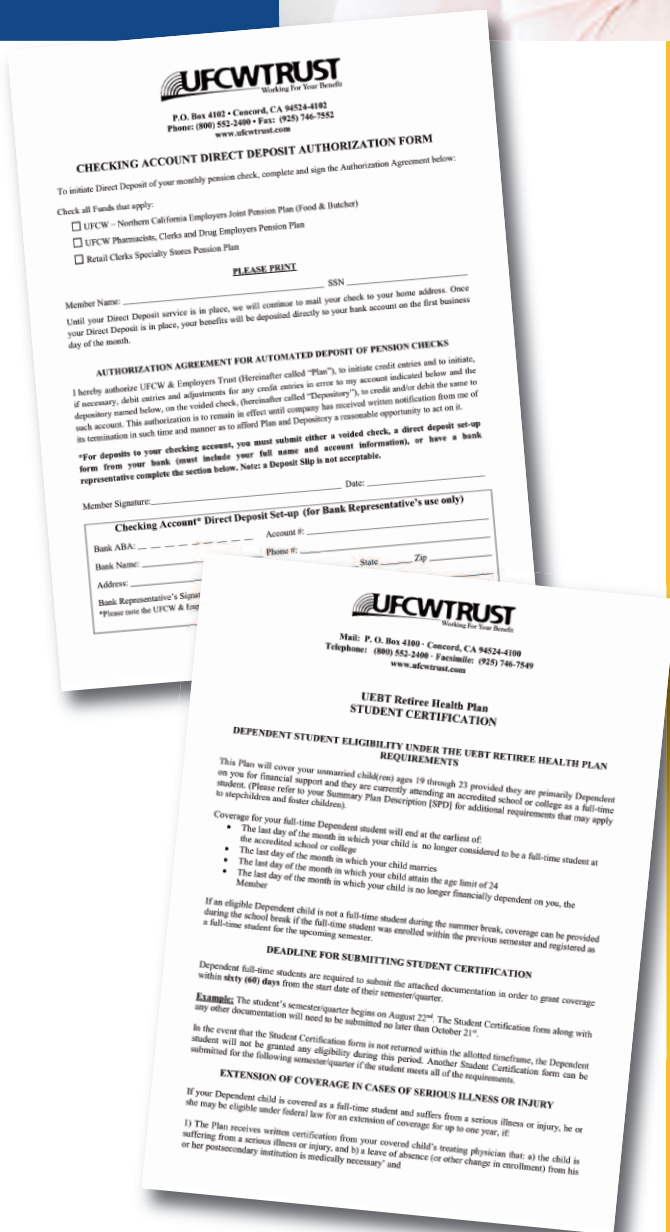 UFCWTRUST
Working For Your Benefit
P.O. Box 4102 • Concord, CA 94524-4102
Phone: (800) 552-2400 • Fax: (925) 746-7552
www.ufcwtrust.com
CHECKING ACCOUNT DIRECT DEPOSIT AUTHORIZATION FORM
To initiate Direct Deposit of your monthly pension check, complete and sign the Authorization Agreement below:
Check all Funds that apply:
UFCW – Northern California Employers Joint Pension Plan (Food & Butcher)
UFCW Pharmacists, Clerks and Drug Employers Pension Plan
Retail Clerks Specialty Stores Pension Plan
PLEASE PRINT
Member Name: SSN
Until your Direct Deposit service is in place, we will continue to mail your check to your home address. Once
your Direct Deposit is in place, your benefits will be deposited directly to your bank account on the first business
day of the month.
AUTHORIZATION AGREEMENT FOR AUTOMATED DEPOSIT OF PENSION CHECKS
I hereby authorize UFCW & Employers Trust (Hereinafter called “Plan”), to initiate credit entries and to initiate,
if necessary, debit entries and adjustments for any credit entries in error to my account indicated below and the
depository named below, on the voided check, (hereinafter called “Depository”), to credit and/or debit the same to
such account. This authorization is to remain in effect until company has received written notification from me of
its termination in such time and manner as to afford Plan and Depository a reasonable opportunity to act on it.
*For deposits to your checking account, you must submit either a voided check, a direct deposit set-up
form from your bank (must include your full name and account information), or have a bank
representative complete the section below. Note: a Deposit Slip is not acceptable.
Member Signature: Date:
Checking Account* Direct Deposit Set-up (for Bank Representative’s use only)
Bank ABA: Account #:
Bank Name: Phone #:
Address: State Zip
Bank Representative’s
*Please note the UFCW &
UFCWTRUST
Working For Your Benefit
Mail: P. O. Box 4100 · Concord, CA 94524-4100
Telephone: (800) 552-2400 · Facsimile: (925) 746-7549
www.ufcwtrust.com
UEBT Retiree Health Plan
STUDENT CERTIFICATION
DEPENDENT STUDENT ELIGIBILITY UNDER THE UEBT RETIREE HEALTH PLAN
REQUIREMENTS
This Plan will cover your unmarried child(ren) ages 19 through 23 provided they are primarily Dependent
on you for financial support and they are currently attending an accredited school or college as a full-time
student. (Please refer to your Summary Plan Description [SPD] for additional requirements that may apply
to stepchildren and foster children).
Coverage for your full-time Dependent student will end at the earliest of:
• The last day of the month in which your child is no longer considered to be a full-time student at
the accredited school or college
• The last day of the month in which your child marries
• The last day of the month in which your child attain the age limit of 24
• The last day of the month in which your child is no longer financially dependent on you, the
Member
If an eligible Dependent child is not a full-time student during the summer break, coverage can be provided
during the school break if the full-time student was enrolled within the previous semester and registered as
a full-time student for the upcoming semester.
DEADLINE FOR SUBMITTING STUDENT CERTIFICATION
Dependent full-time students are required to submit the attached documentation in order to grant coverage
within sixty (60) days from the start date of their semester/quarter.
Example: The student’s semester/quarter begins on August 22nd. The Student Certification form along with
any other documentation will need to be submitted no later than October 21st.
In the event that the Student Certification form is not returned within the allotted timeframe, the Dependent
student will not be granted any eligibility during this period. Another Student Certification form can be
submitted for the following semester/quarter if the student meets all of the requirements.
EXTENSION OF COVERAGE IN CASES OF SERIOUS ILLNESS OR INJURY
If your Dependent child is covered as a full-time student and suffers from a serious illness or injury, he or
she may be eligible under federal law for an extension of coverage for up to one year, if:
1) The Plan receives written certification from your covered child’s treating physician that: a) the child is
suffering from a serious illness or injury, and b) a leave of absence (or other change in enrollment) from his
or her postsecondary institution is medically necessary’ and